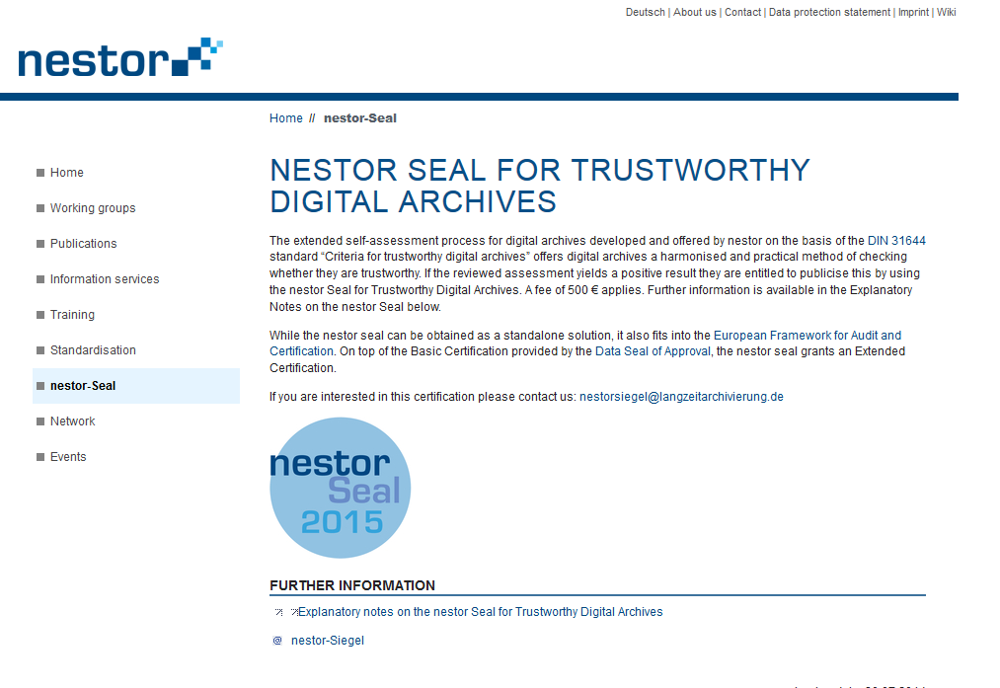 Deutsch | About us | Contact | Data protection statement | Imprint | Wiki
nestor
Home // nestor-Seal
Home
Working groups
Publications
Information services
Training
Standardisation
nestor-Seal
Network
Events
NESTOR SEAL FOR TRUSTWORTHY
DIGITAL ARCHIVES
The extended self-assessment process for digital archives developed and offered by nestor on the basis of the DIN 31644
standard “Criteria for trustworthy digital archives” offers digital archives a harmonised and practical method of checking
whether they are trustworthy. If the reviewed assessment yields a positive result they are entitled to publicise this by using
the nestor Seal for Trustworthy Digital Archives. A fee of 500 € applies. Further information is available in the Explanatory
Notes on the nestor Seal below.
While the nestor seal can be obtained as a standalone solution, it also fits into the European Framework for Audit and
Certification. On top of the Basic Certification provided by the Data Seal of Approval, the nestor seal grants an Extended
Certification.
If you are interested in this certification please contact us: nestorsiegel@langzeitarchivierung.de
nestor
Seal
2015
FURTHER INFORMATION
Explanatory notes on the nestor Seal for Trustworthy Digital Archives
@ nestor-Siegel